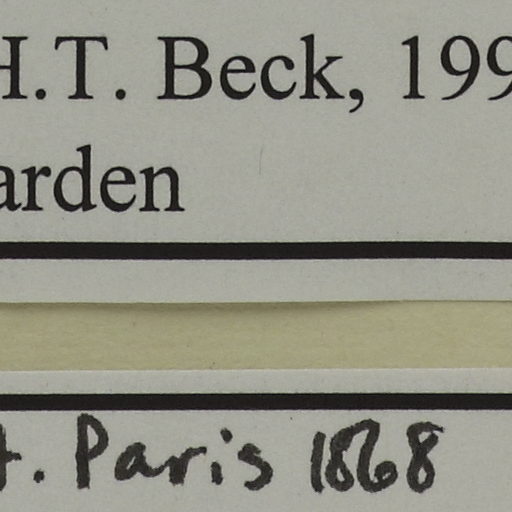 H.T. Beck, 199
arden
t. Paris 1868